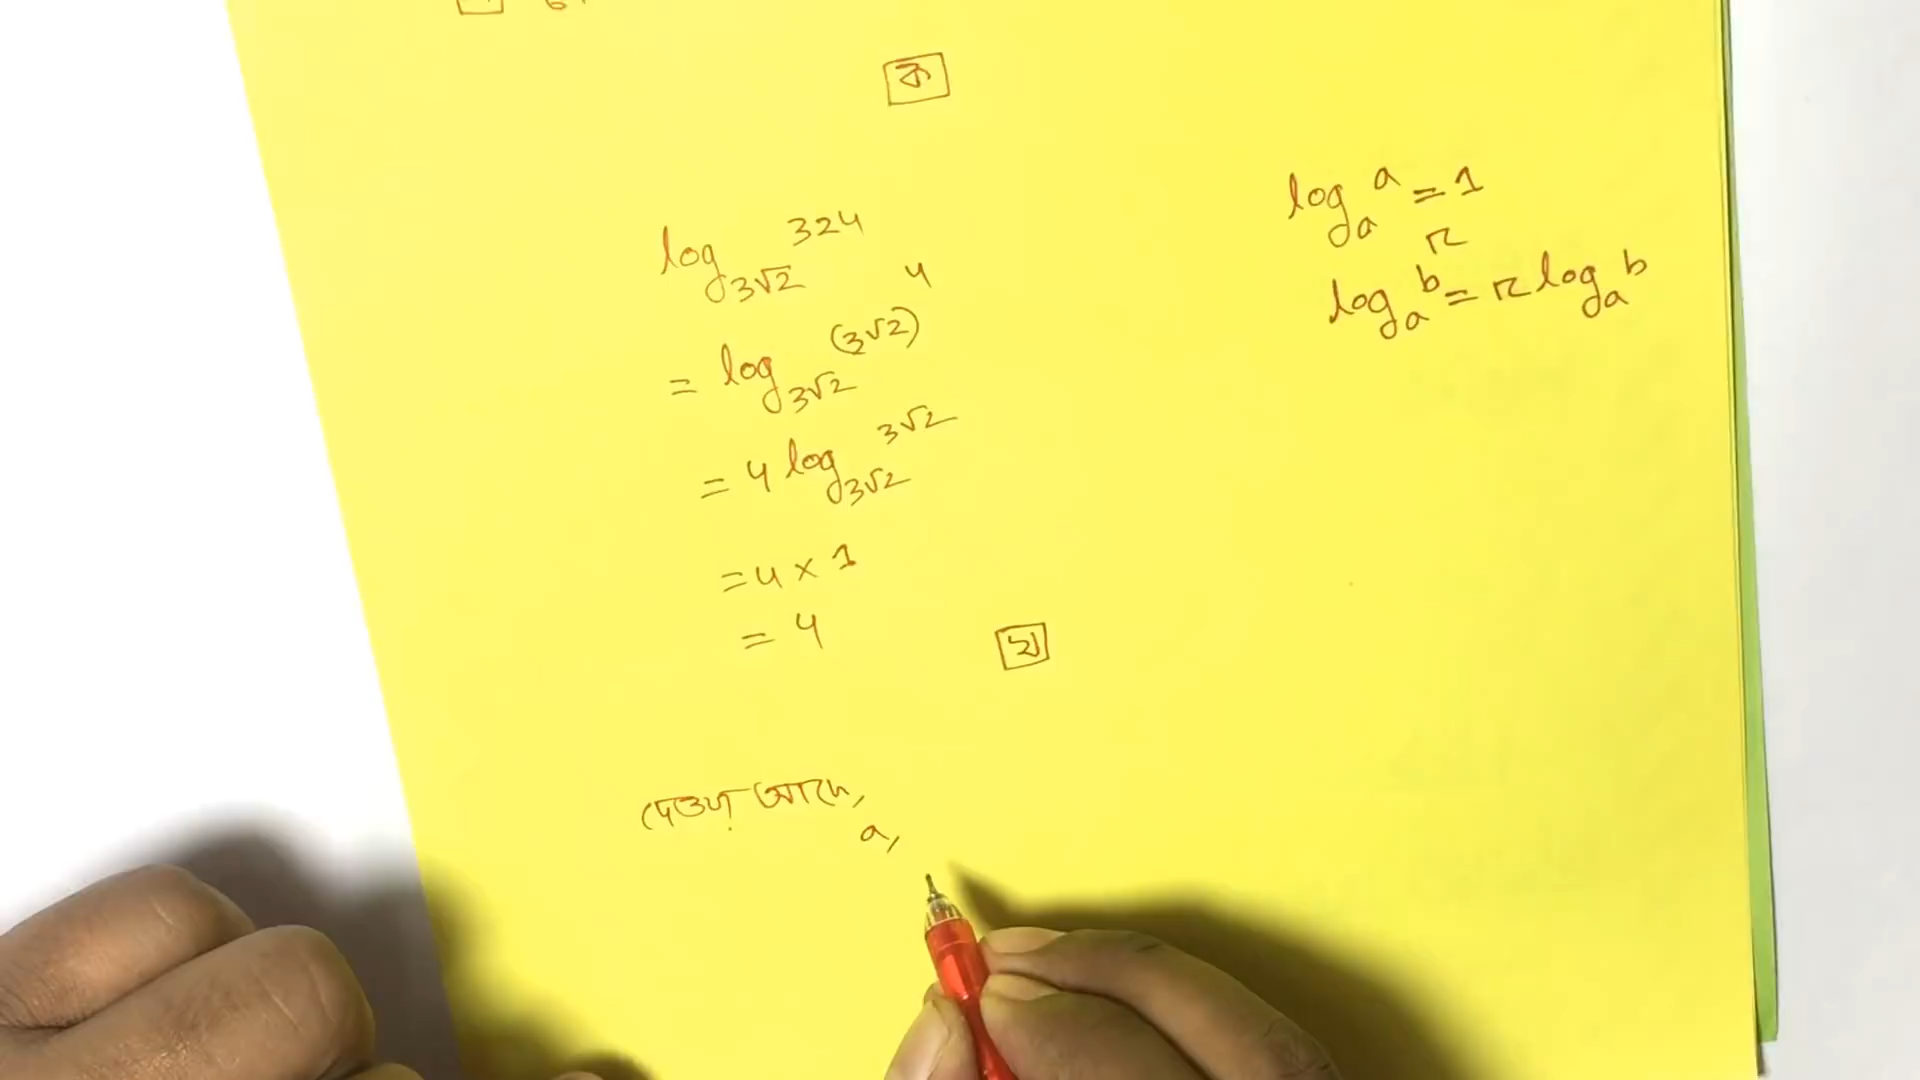 ক
log_{3√2} 324
= log_{3√2} (3√2)^4
= 4 log_{3√2} 3√2
= 4 × 1
= 4
log_a a = 1
log_a b^r = r log_a b
খ
দেওয়া আছে,
a,